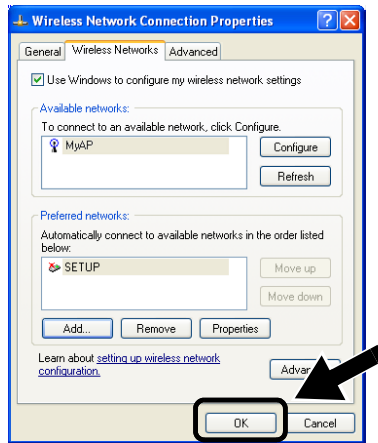 Wireless Network Connection Properties
General Wireless Networks Advanced
Use Windows to configure my wireless network settings
Available networks:
To connect to an available network, click Configure.
MyAP
Configure
Refresh
Preferred networks:
Automatically connect to available networks in the order listed
below:
SETUP
Move up
Move down
Add... Remove Properties
Learn about setting up wireless network
configuration.
OK Cancel